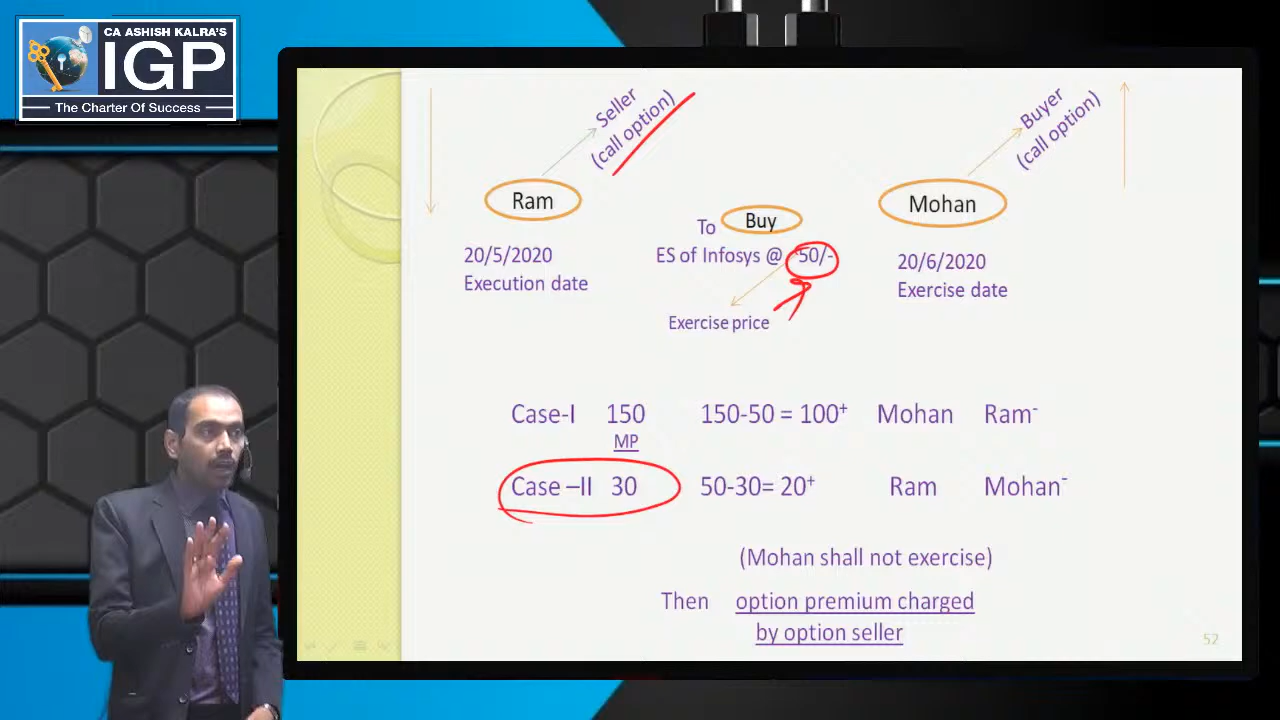 CA ASHISH KALRA'S
IGP
The Charter Of Success
Seller
(call option)
Buyer
(call option)
Ram
Mohan
To Buy
20/5/2020
Execution date
ES of Infosys @ 50/-
20/6/2020
Exercise date
Exercise price
Case-I 150 150-50 = 100+ Mohan Ram-
MP
Case –II 30 50-30= 20+ Ram Mohan-
(Mohan shall not exercise)
Then option premium charged
by option seller
52